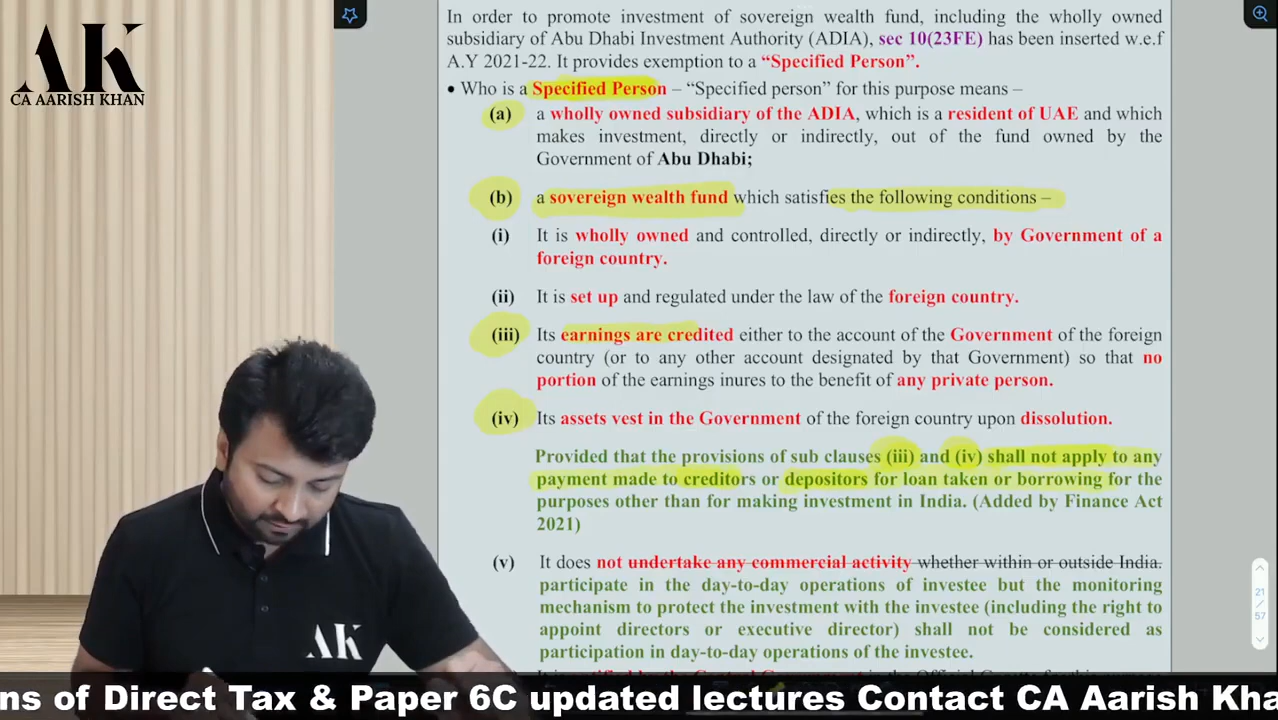 AK
CA AARISH KHAN
In order to promote investment of sovereign wealth fund, including the wholly owned
subsidiary of Abu Dhabi Investment Authority (ADIA), sec 10(23FE) has been inserted w.e.f
A.Y 2021-22. It provides exemption to a “Specified Person”.
• Who is a Specified Person – “Specified person” for this purpose means –
(a) a wholly owned subsidiary of the ADIA, which is a resident of UAE and which
makes investment, directly or indirectly, out of the fund owned by the
Government of Abu Dhabi;
(b) a sovereign wealth fund which satisfies the following conditions –
(i) It is wholly owned and controlled, directly or indirectly, by Government of a
foreign country.
(ii) It is set up and regulated under the law of the foreign country.
(iii) Its earnings are credited either to the account of the Government of the foreign
country (or to any other account designated by that Government) so that no
portion of the earnings inures to the benefit of any private person.
(iv) Its assets vest in the Government of the foreign country upon dissolution.
Provided that the provisions of sub clauses (iii) and (iv) shall not apply to any
payment made to creditors or depositors for loan taken or borrowing for the
purposes other than for making investment in India. (Added by Finance Act
2021)
(v) It does not undertake any commercial activity whether within or outside India.
participate in the day-to-day operations of investee but the monitoring
mechanism to protect the investment with the investee (including the right to
appoint directors or executive director) shall not be considered as
participation in day-to-day operations of the investee.
21
/
57
AK
ns of Direct Tax & Paper 6C updated lectures Contact CA Aarish Kha